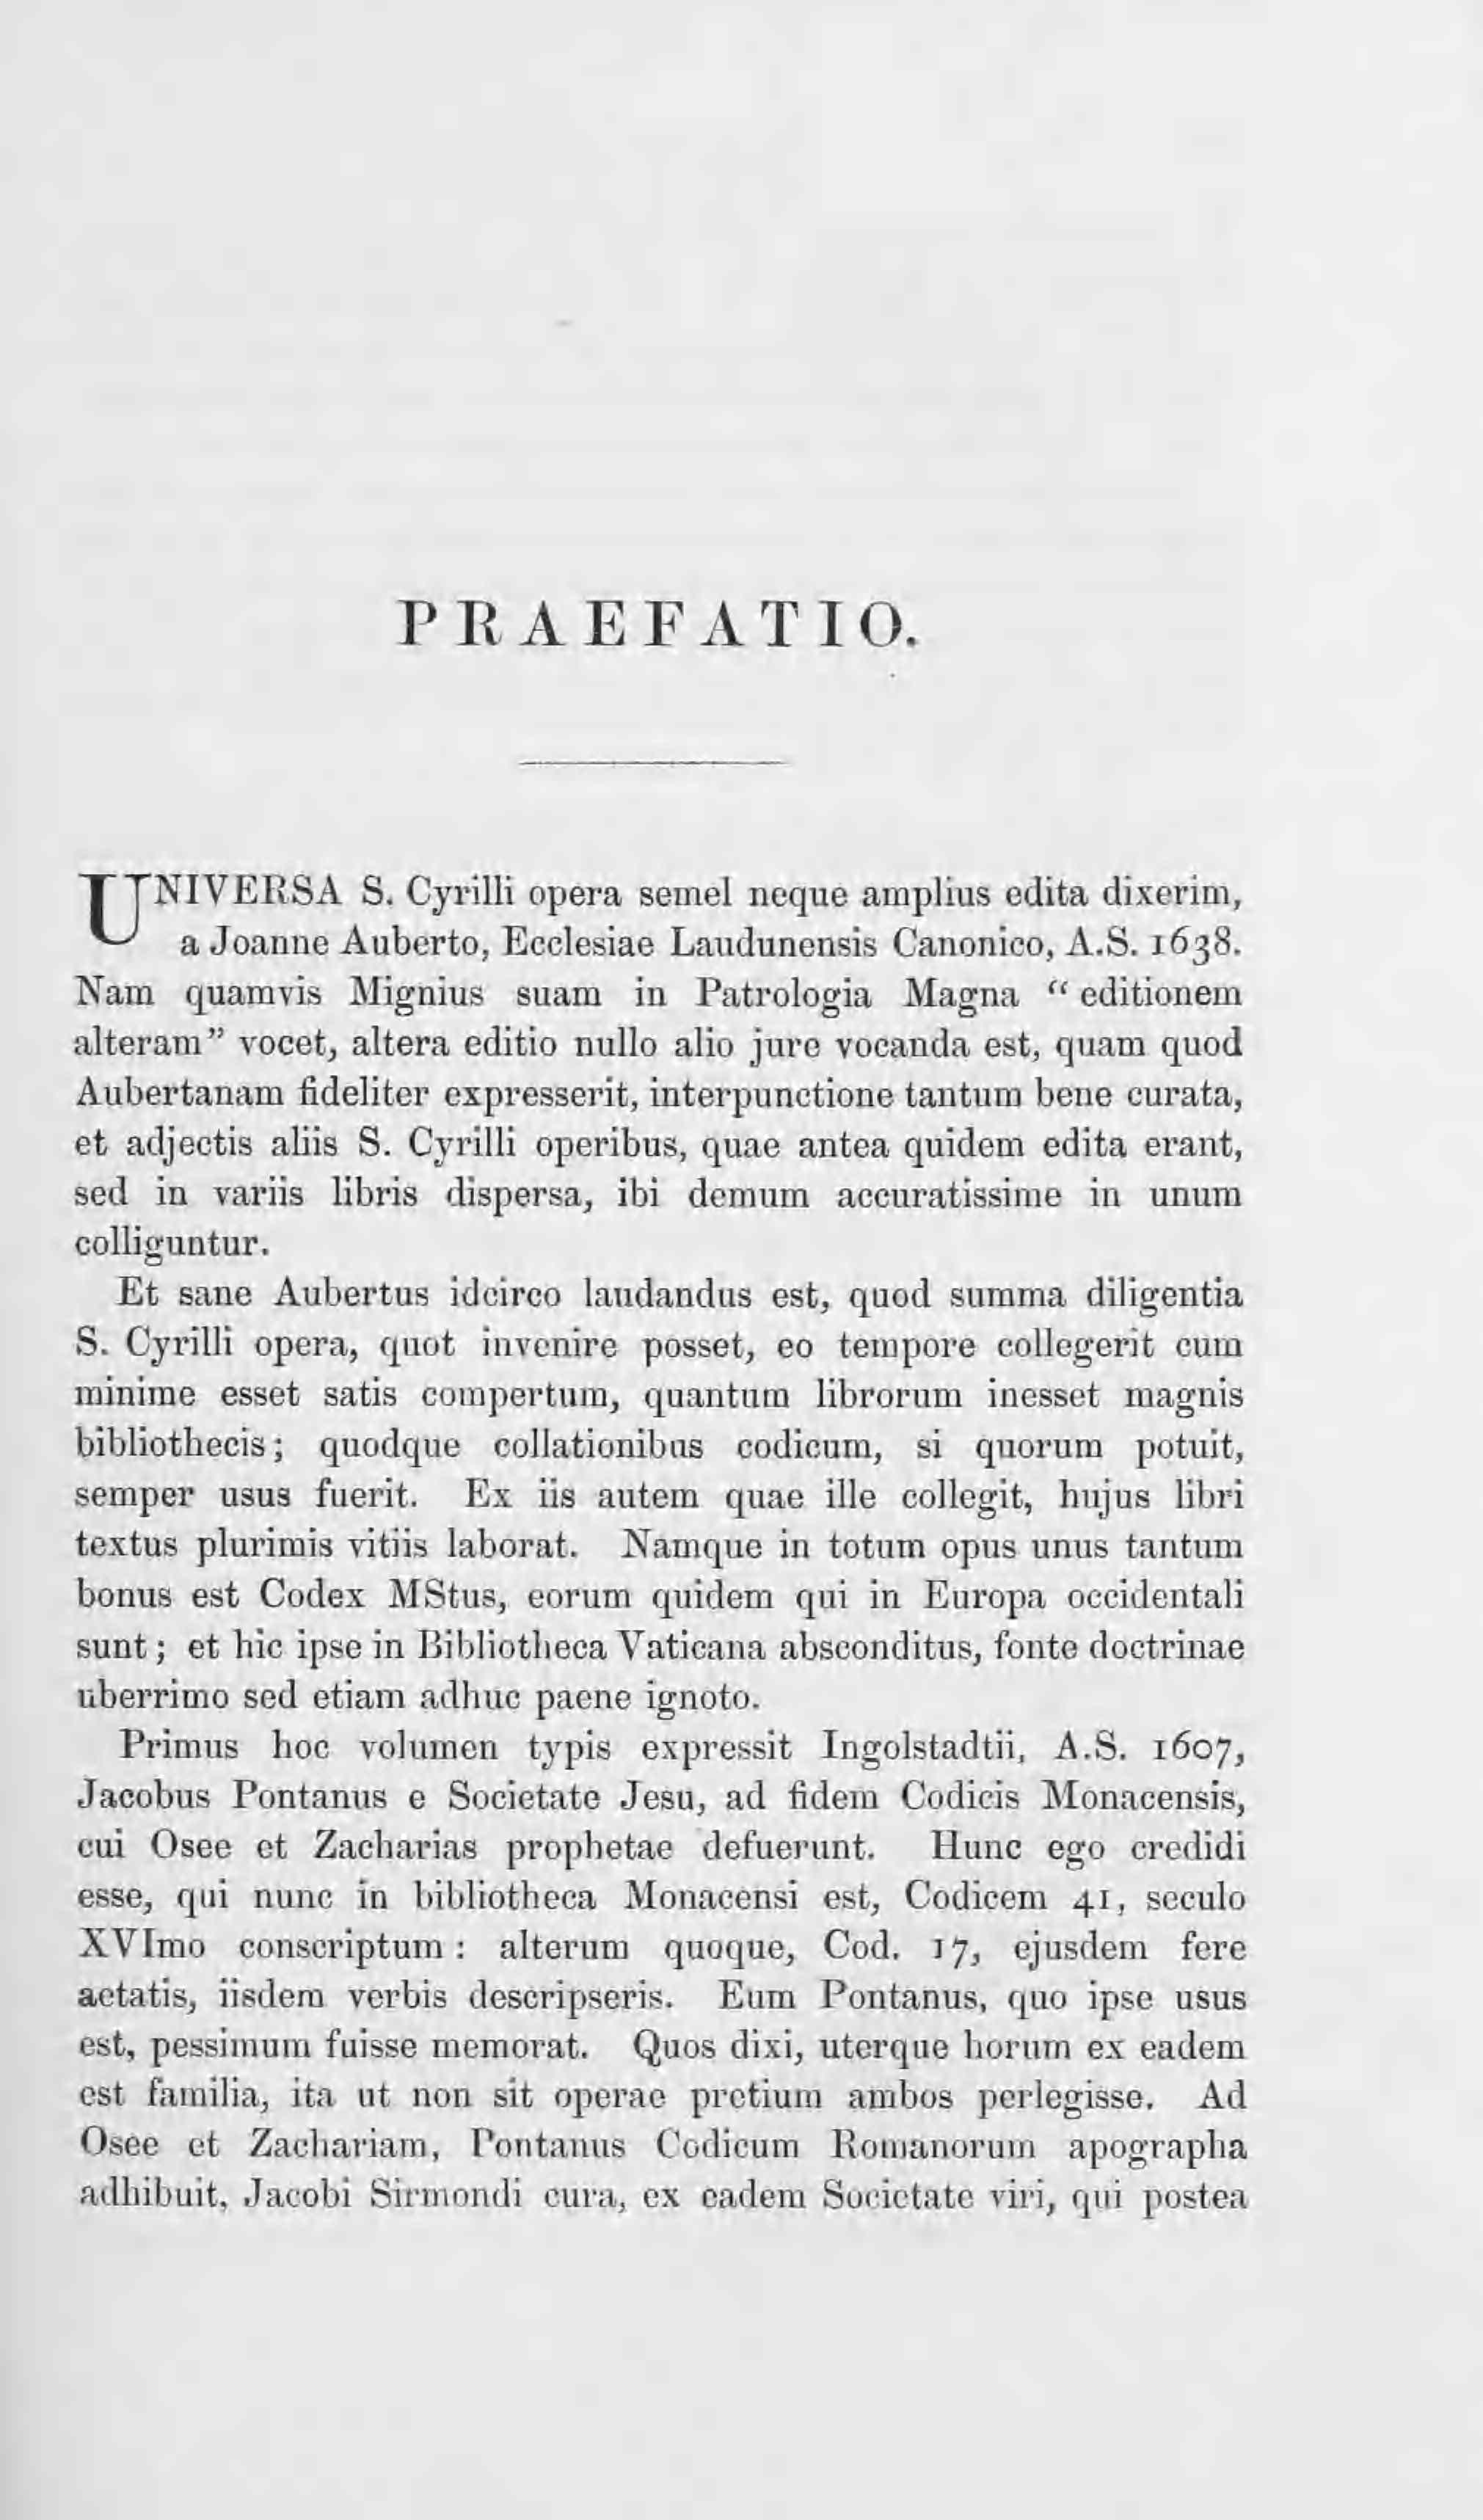 PRAEFATIO.
UNIVERSA S. Cyrilli opera semel neque amplius edita dixerim,
a Joanne Auberto, Ecclesiae Laudunensis Canonico, A.S. 1638.
Nam quamvis Mignius suam in Patrologia Magna “editionem
alteram” vocet, altera editio nullo alio jure vocanda est, quam quod
Aubertanam fideliter expresserit, interpunctione tantum bene curata,
et adjectis aliis S. Cyrilli operibus, quae antea quidem edita erant,
sed in variis libris dispersa, ibi demum accuratissime in unum
colliguntur.
Et sane Aubertus idcirco laudandus est, quod summa diligentia
S. Cyrilli opera, quot invenire posset, eo tempore collegerit cum
minime esset satis compertum, quantum librorum inesset magnis
bibliothecis; quodque collationibus codicum, si quorum potuit,
semper usus fuerit. Ex iis autem quae ille collegit, hujus libri
textus plurimis vitiis laborat. Namque in totum opus unus tantum
bonus est Codex MStus, eorum quidem qui in Europa occidentali
sunt; et hic ipse in Bibliotheca Vaticana absconditus, fonte doctrinae
uberrimo sed etiam adhuc paene ignoto.
Primus hoc volumen typis expressit Ingolstadtii, A.S. 1607,
Jacobus Pontanus e Societate Jesu, ad fidem Codicis Monacensis,
cui Osee et Zacharias prophetae defuerunt. Hunc ego credidi
esse, qui nunc in bibliotheca Monacensi est, Codicem 41, seculo
XVImo conscriptum: alterum quoque, Cod. 17, ejusdem fere
aetatis, iisdem verbis descripseris. Eum Pontanus, quo ipse usus
est, pessimum fuisse memorat. Quos dixi, uterque horum ex eadem
est familia, ita ut non sit operae pretium ambos perlegisse. Ad
Osee et Zachariam, Pontanus Codicum Romanorum apographa
adhibuit, Jacobi Sirmondi cura, ex eadem Societate viri, qui postea